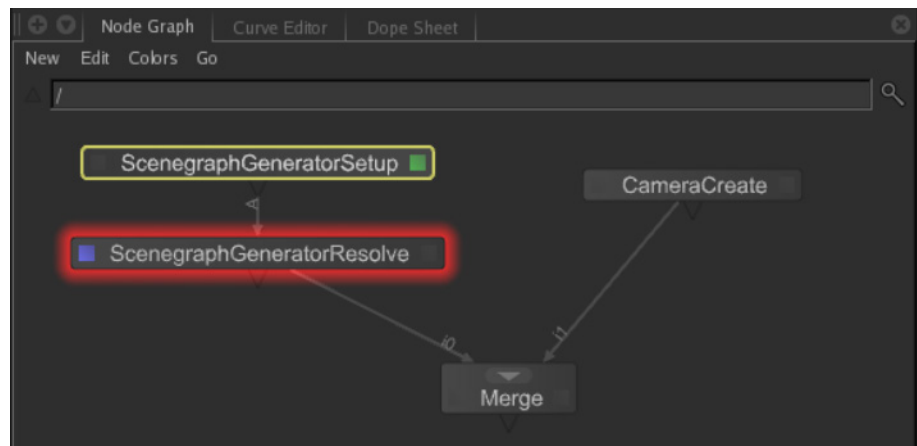 Node Graph Curve Editor Dope Sheet
New Edit Colors Go
/
ScenegraphGeneratorSetup
CameraCreate
A
ScenegraphGeneratorResolve
i0
i1
Merge